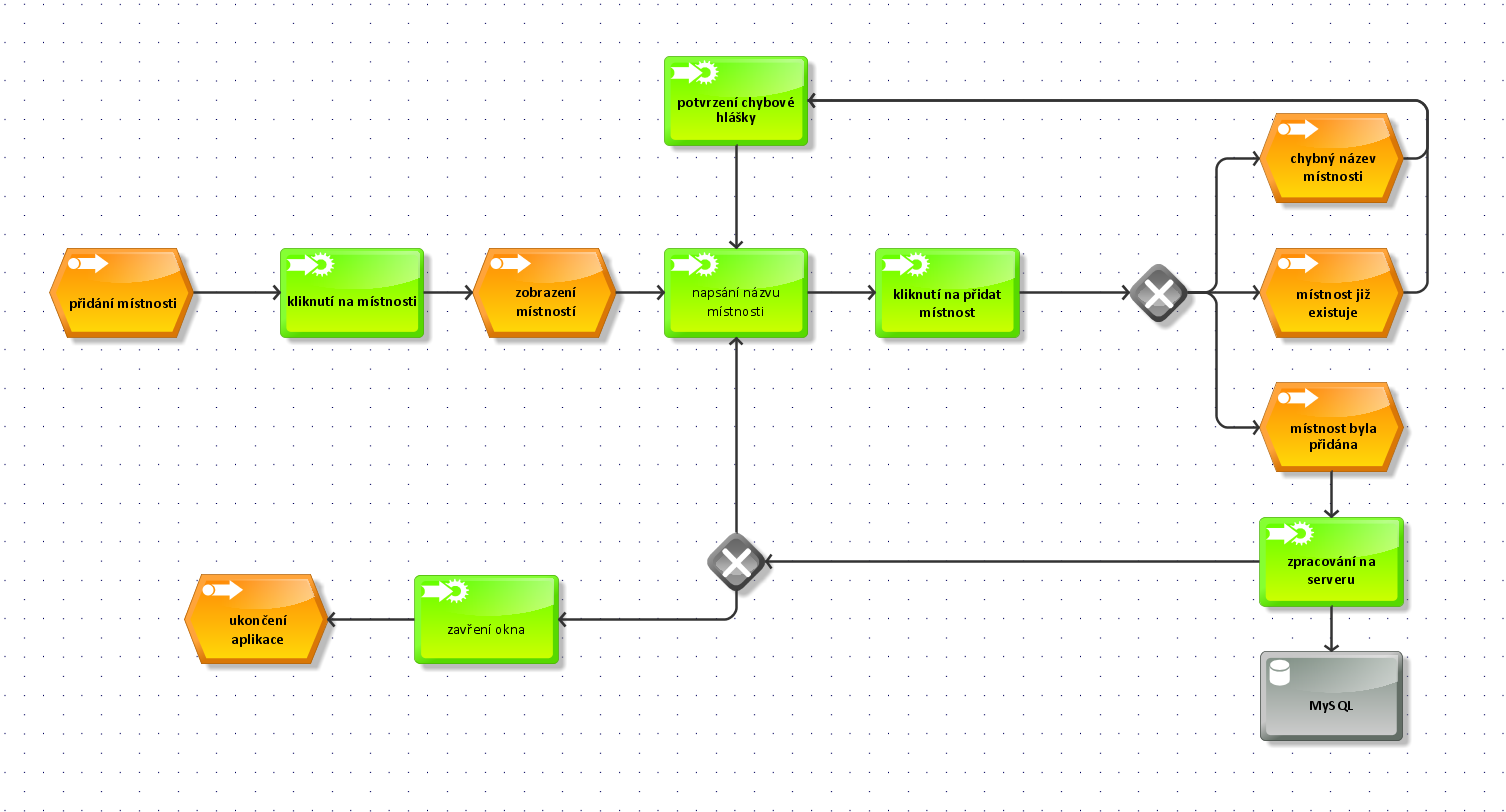 potvrzení chybové
hlášky
chybný název
místnosti
přidání místnosti
kliknutí na místnosti
zobrazení
místností
napsání názvu
místnosti
kliknutí na přidat
místnost
místnost již
existuje
místnost byla
přidána
zpracování na
serveru
ukončení
aplikace
zavření okna
MySQL